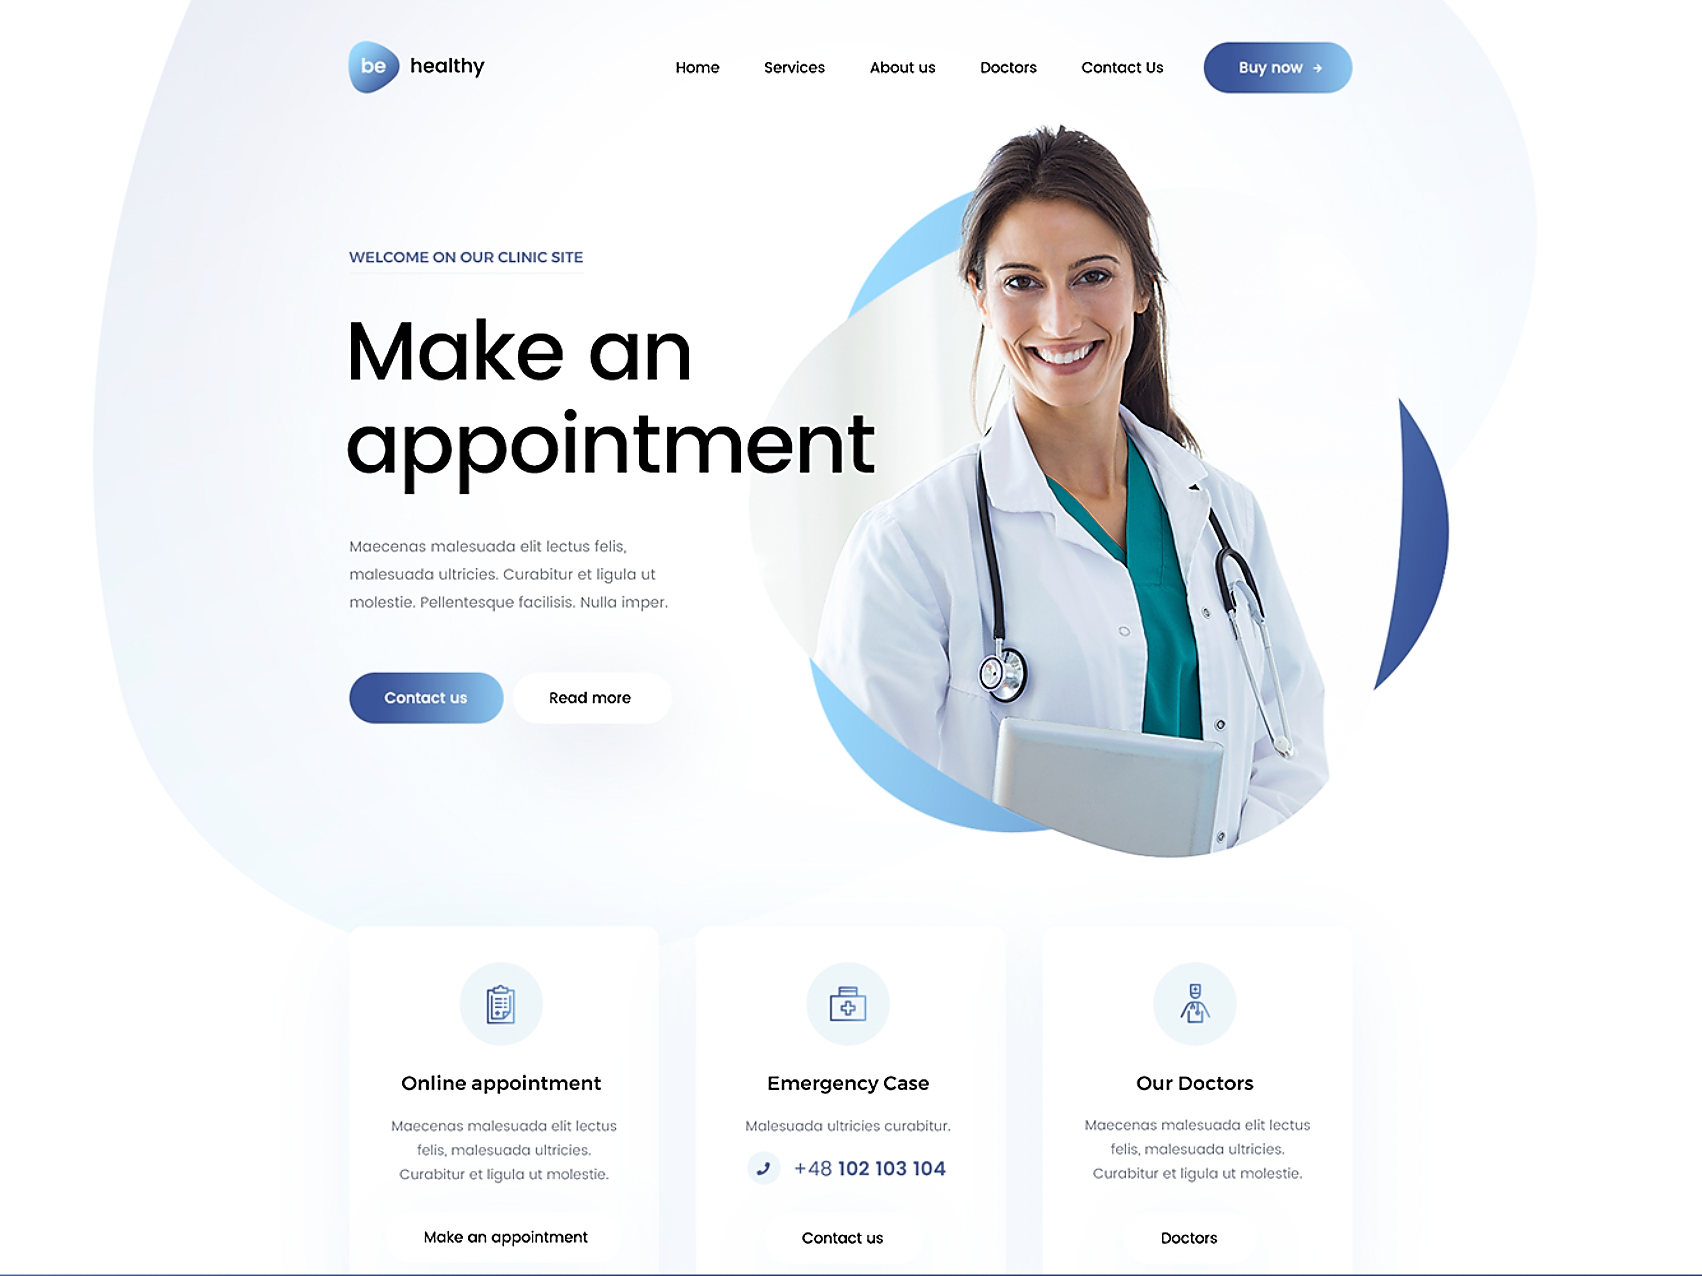 be healthy
Home Services About us Doctors Contact Us Buy now →
WELCOME ON OUR CLINIC SITE
Make an
appointment
Maecenas malesuada elit lectus felis,
malesuada ultricies. Curabitur et ligula ut
molestie. Pellentesque facilisis. Nulla imper.
Contact us Read more
Online appointment
Maecenas malesuada elit lectus
felis, malesuada ultricies.
Curabitur et ligula ut molestie.
Make an appointment
Emergency Case
Malesuada ultricies curabitur.
+48 102 103 104
Contact us
Our Doctors
Maecenas malesuada elit lectus
felis, malesuada ultricies.
Curabitur et ligula ut molestie.
Doctors